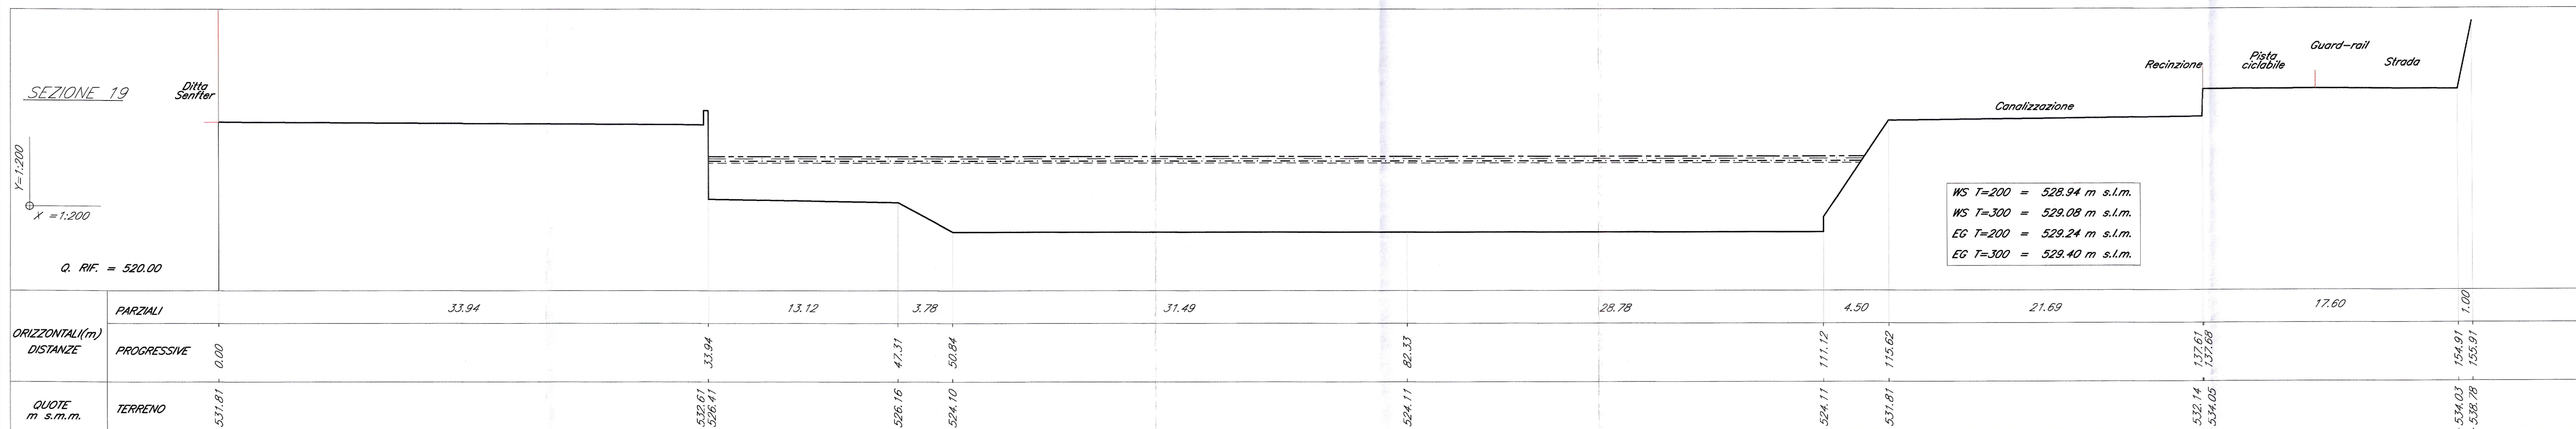 SEZIONE 19
Ditta
Senfter
Recinzione
Pista
ciclabile
Guard-rail
Strada
Canalizzazione
Y=1:200
X =1:200
WS T=200 = 528.94 m s.l.m.
WS T=300 = 529.08 m s.l.m.
EG T=200 = 529.24 m s.l.m.
EG T=300 = 529.40 m s.l.m.
Q. RIF. = 520.00
ORIZZONTALI(m)
DISTANZE
PARZIALI
33.94 13.12 3.78 31.49 28.78 4.50 21.69 17.60 1.00
PROGRESSIVE
0.00 33.94 47.31 50.84 82.33 111.12 115.62 137.61 137.68 154.91 155.91
QUOTE
m s.m.m.
TERRENO
531.81 532.61 526.41 526.16 524.10 524.11 524.11 531.81 532.14 534.05 534.03 538.78